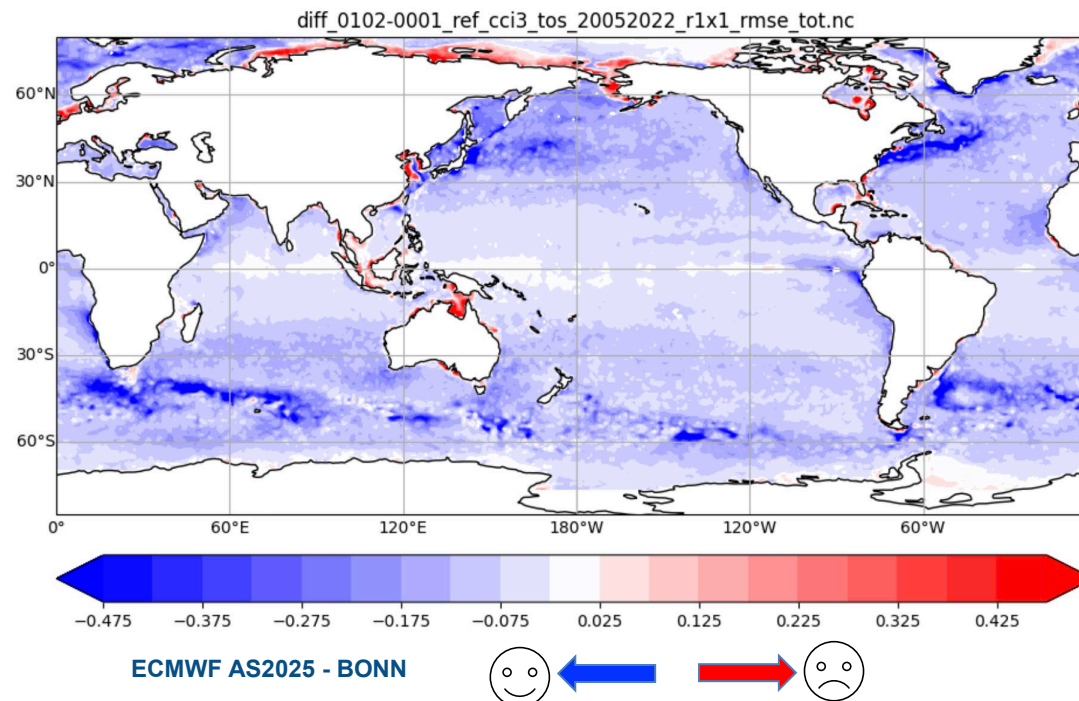 diff_0102-0001_ref_cci3_tos_20052022_r1x1_rmse_tot.nc
60°N
30°N
0°
30°S
60°S
0° 60°E 120°E 180°W 120°W 60°W
−0.475 −0.375 −0.275 −0.175 −0.075 0.025 0.125 0.225 0.325 0.425
ECMWF AS2025 - BONN